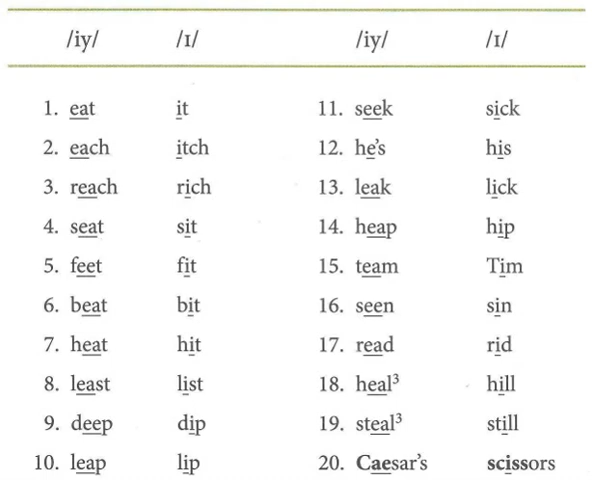 /iy/ /ɪ/ /iy/ /ɪ/
1. eat it 11. seek sick
2. each itch 12. he's his
3. reach rich 13. leak lick
4. seat sit 14. heap hip
5. feet fit 15. team Tim
6. beat bit 16. seen sin
7. heat hit 17. read rid
8. least list 18. heal³ hill
9. deep dip 19. steal³ still
10. leap lip 20. Caesar's scissors